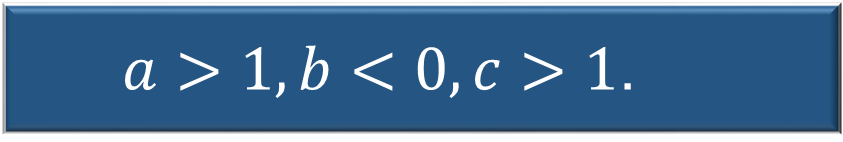 a > 1, b < 0, c > 1.